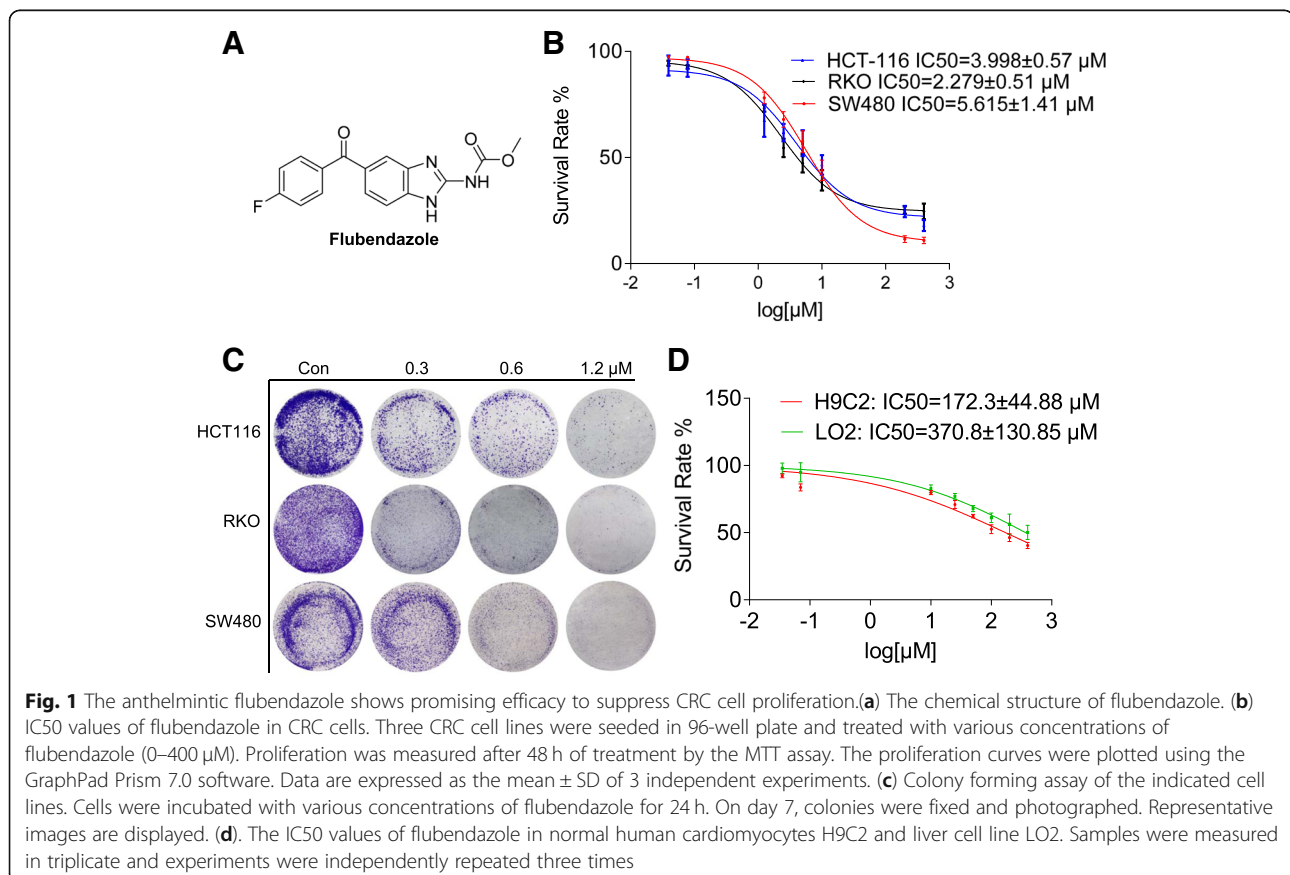 A
O
N
O
O
NH
N
H
F
Flubendazole
B
100
50
0
-2
-1
0
1
2
3
Survival Rate %
log[µM]
HCT-116 IC50=3.998±0.57 µM
RKO IC50=2.279±0.51 µM
SW480 IC50=5.615±1.41 µM
C
Con
0.3
0.6
1.2 µM
HCT116
RKO
SW480
D
150
100
50
0
-2
-1
0
1
2
3
Survival Rate %
log[µM]
H9C2: IC50=172.3±44.88 µM
LO2: IC50=370.8±130.85 µM
Fig. 1 The anthelmintic flubendazole shows promising efficacy to suppress CRC cell proliferation.(a) The chemical structure of flubendazole. (b)
IC50 values of flubendazole in CRC cells. Three CRC cell lines were seeded in 96-well plate and treated with various concentrations of
flubendazole (0–400 µM). Proliferation was measured after 48 h of treatment by the MTT assay. The proliferation curves were plotted using the
GraphPad Prism 7.0 software. Data are expressed as the mean ± SD of 3 independent experiments. (c) Colony forming assay of the indicated cell
lines. Cells were incubated with various concentrations of flubendazole for 24 h. On day 7, colonies were fixed and photographed. Representative
images are displayed. (d). The IC50 values of flubendazole in normal human cardiomyocytes H9C2 and liver cell line LO2. Samples were measured
in triplicate and experiments were independently repeated three times